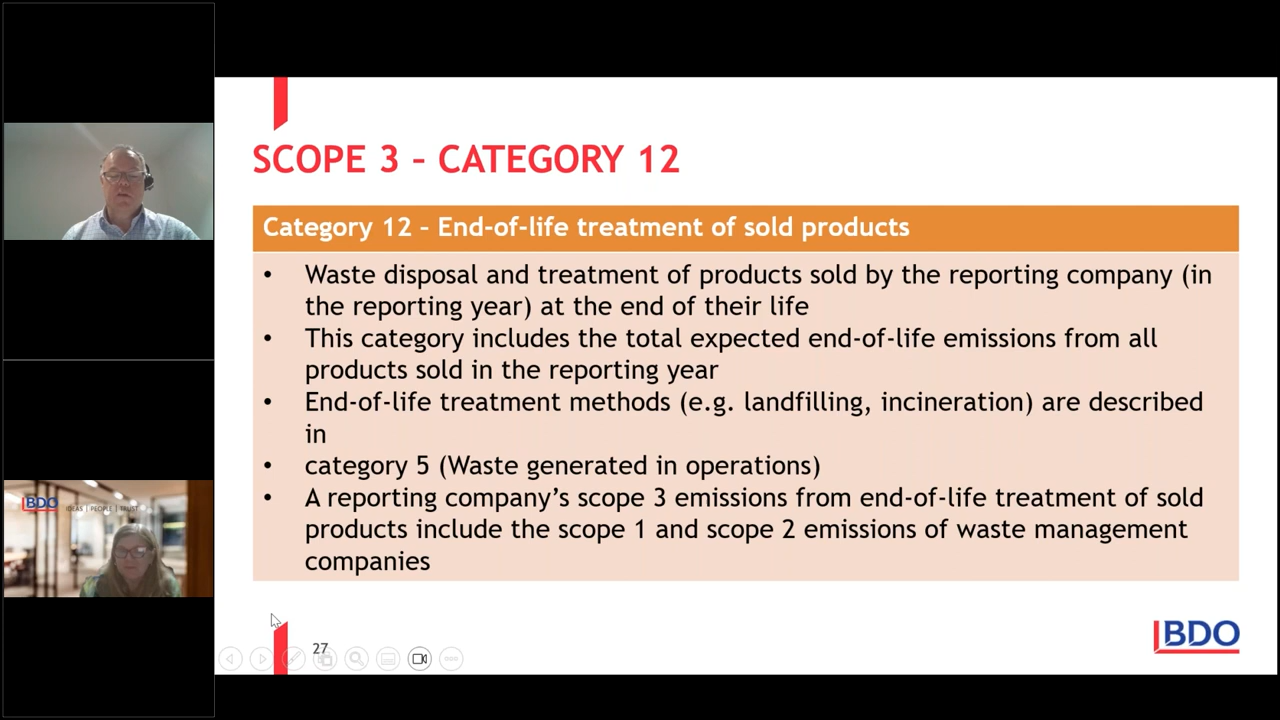 SCOPE 3 – CATEGORY 12
Category 12 – End-of-life treatment of sold products
• Waste disposal and treatment of products sold by the reporting company (in
the reporting year) at the end of their life
• This category includes the total expected end-of-life emissions from all
products sold in the reporting year
• End-of-life treatment methods (e.g. landfilling, incineration) are described
in
• category 5 (Waste generated in operations)
• A reporting company’s scope 3 emissions from end-of-life treatment of sold
products include the scope 1 and scope 2 emissions of waste management
companies
27
BDO
BDO
IDEAS | PEOPLE | TRUST